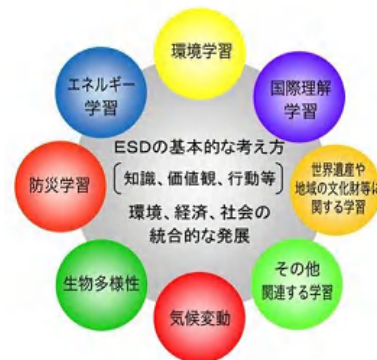 環境学習
エネルギー
学習
国際理解
学習
ESDの基本的な考え方
知識、価値観、行動等
環境、経済、社会の
統合的な発展
防災学習
世界遺産や
地域の文化財等に
関する学習
生物多様性
その他
関連する学習
気候変動